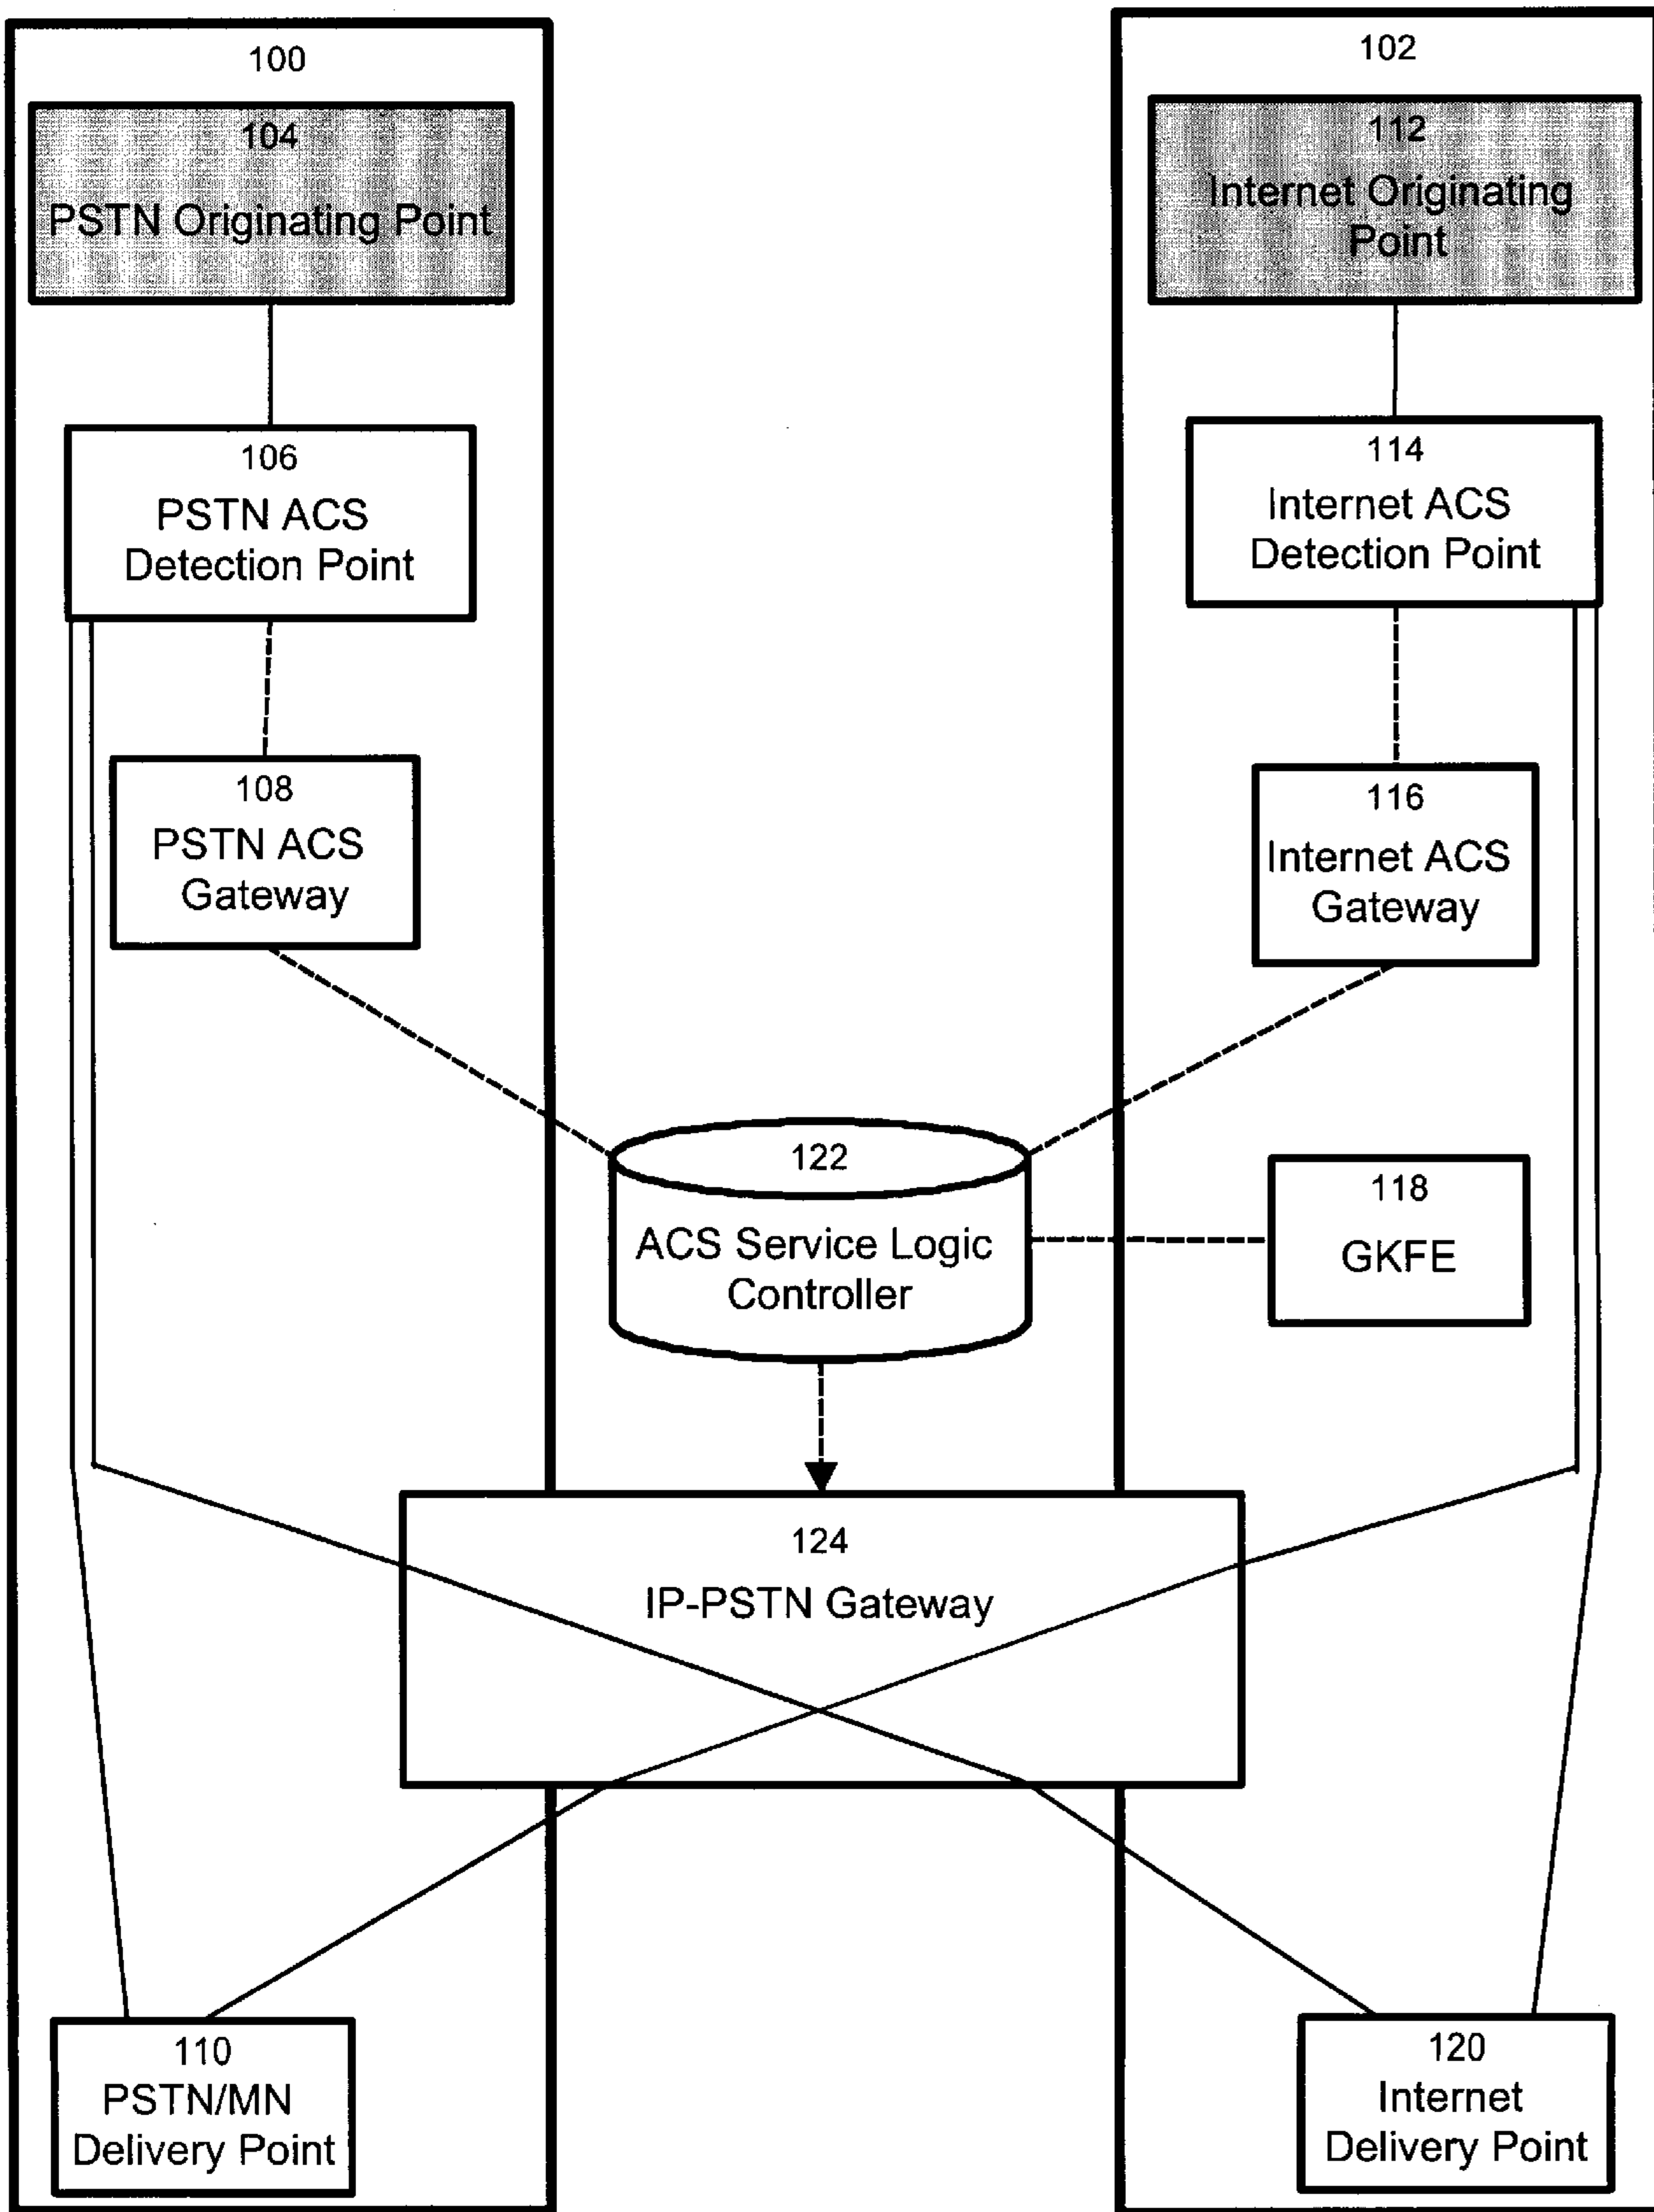 100
104
PSTN Originating Point
106
PSTN ACS
Detection Point
108
PSTN ACS
Gateway
102
112
Internet Originating
Point
114
Internet ACS
Detection Point
116
Internet ACS
Gateway
122
ACS Service Logic
Controller
118
GKFE
124
IP-PSTN Gateway
110
PSTN/MN
Delivery Point
120
Internet
Delivery Point